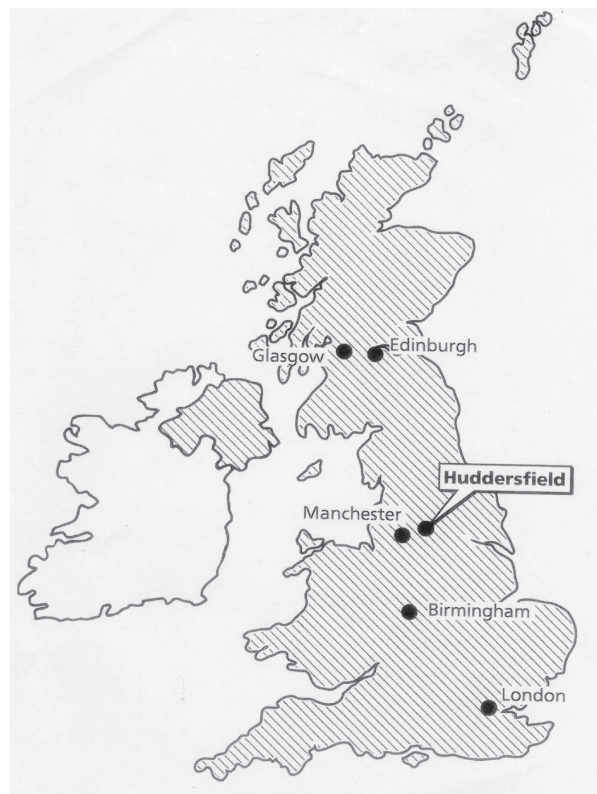 Glasgow
Edinburgh
Huddersfield
Manchester
Birmingham
London